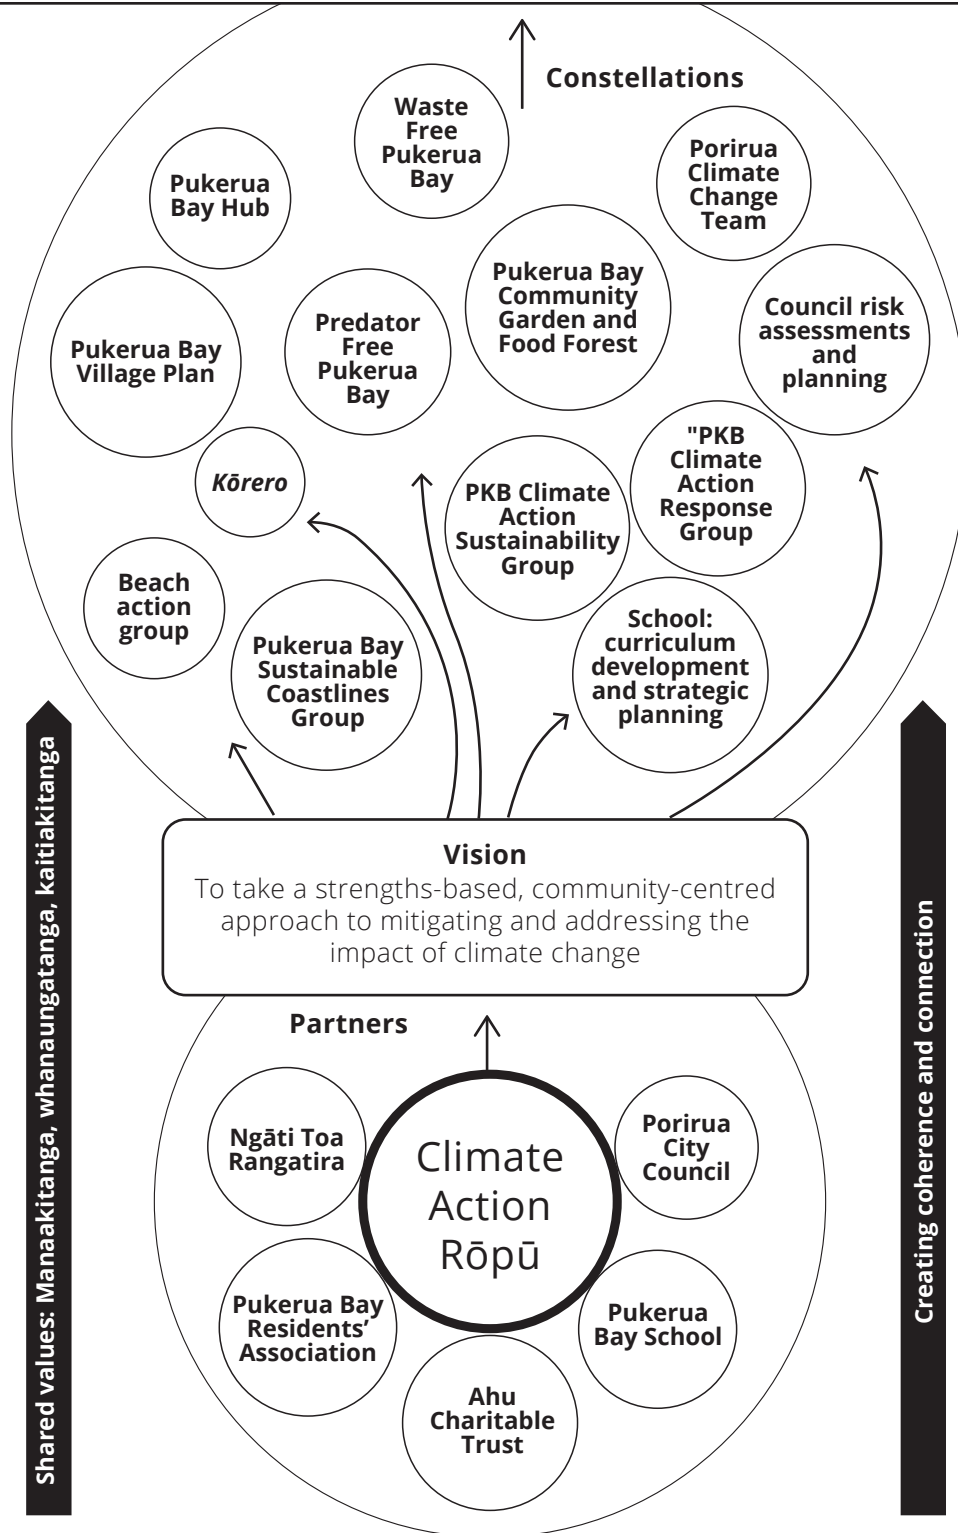 Constellations
Waste
Free
Pukerua
Bay
Porirua
Climate
Change
Team
Pukerua
Bay Hub
Pukerua Bay
Community
Garden and
Food Forest
Council risk
assessments
and
planning
Predator
Free
Pukerua
Bay
Pukerua Bay
Village Plan
"PKB
Climate
Action
Response
Group
Kōrero
PKB Climate
Action
Sustainability
Group
Beach
action
group
School:
curriculum
development
and strategic
planning
Pukerua Bay
Sustainable
Coastlines
Group
Shared values: Manaakitanga, whanaungatanga, kaitiakitanga
Creating coherence and connection
Vision
To take a strengths-based, community-centred
approach to mitigating and addressing the
impact of climate change
Partners
Ngāti Toa
Rangatira
Climate
Action
Rōpū
Porirua
City
Council
Pukerua Bay
Residents’
Association
Pukerua
Bay School
Ahu
Charitable
Trust